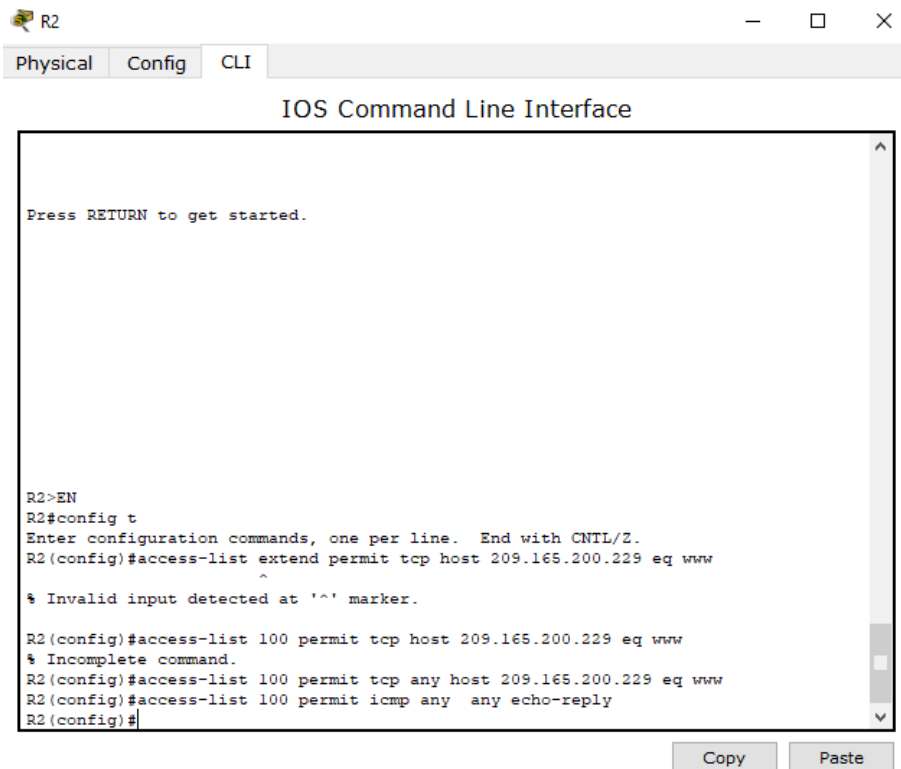 R2
Physical Config CLI
IOS Command Line Interface
Press RETURN to get started.
R2>EN
R2#config t
Enter configuration commands, one per line.  End with CNTL/Z.
R2(config)#access-list extend permit tcp host 209.165.200.229 eq www
^
% Invalid input detected at '^' marker.
R2(config)#access-list 100 permit tcp host 209.165.200.229 eq www
% Incomplete command.
R2(config)#access-list 100 permit tcp any host 209.165.200.229 eq www
R2(config)#access-list 100 permit icmp any  any echo-reply
R2(config)#
Copy Paste